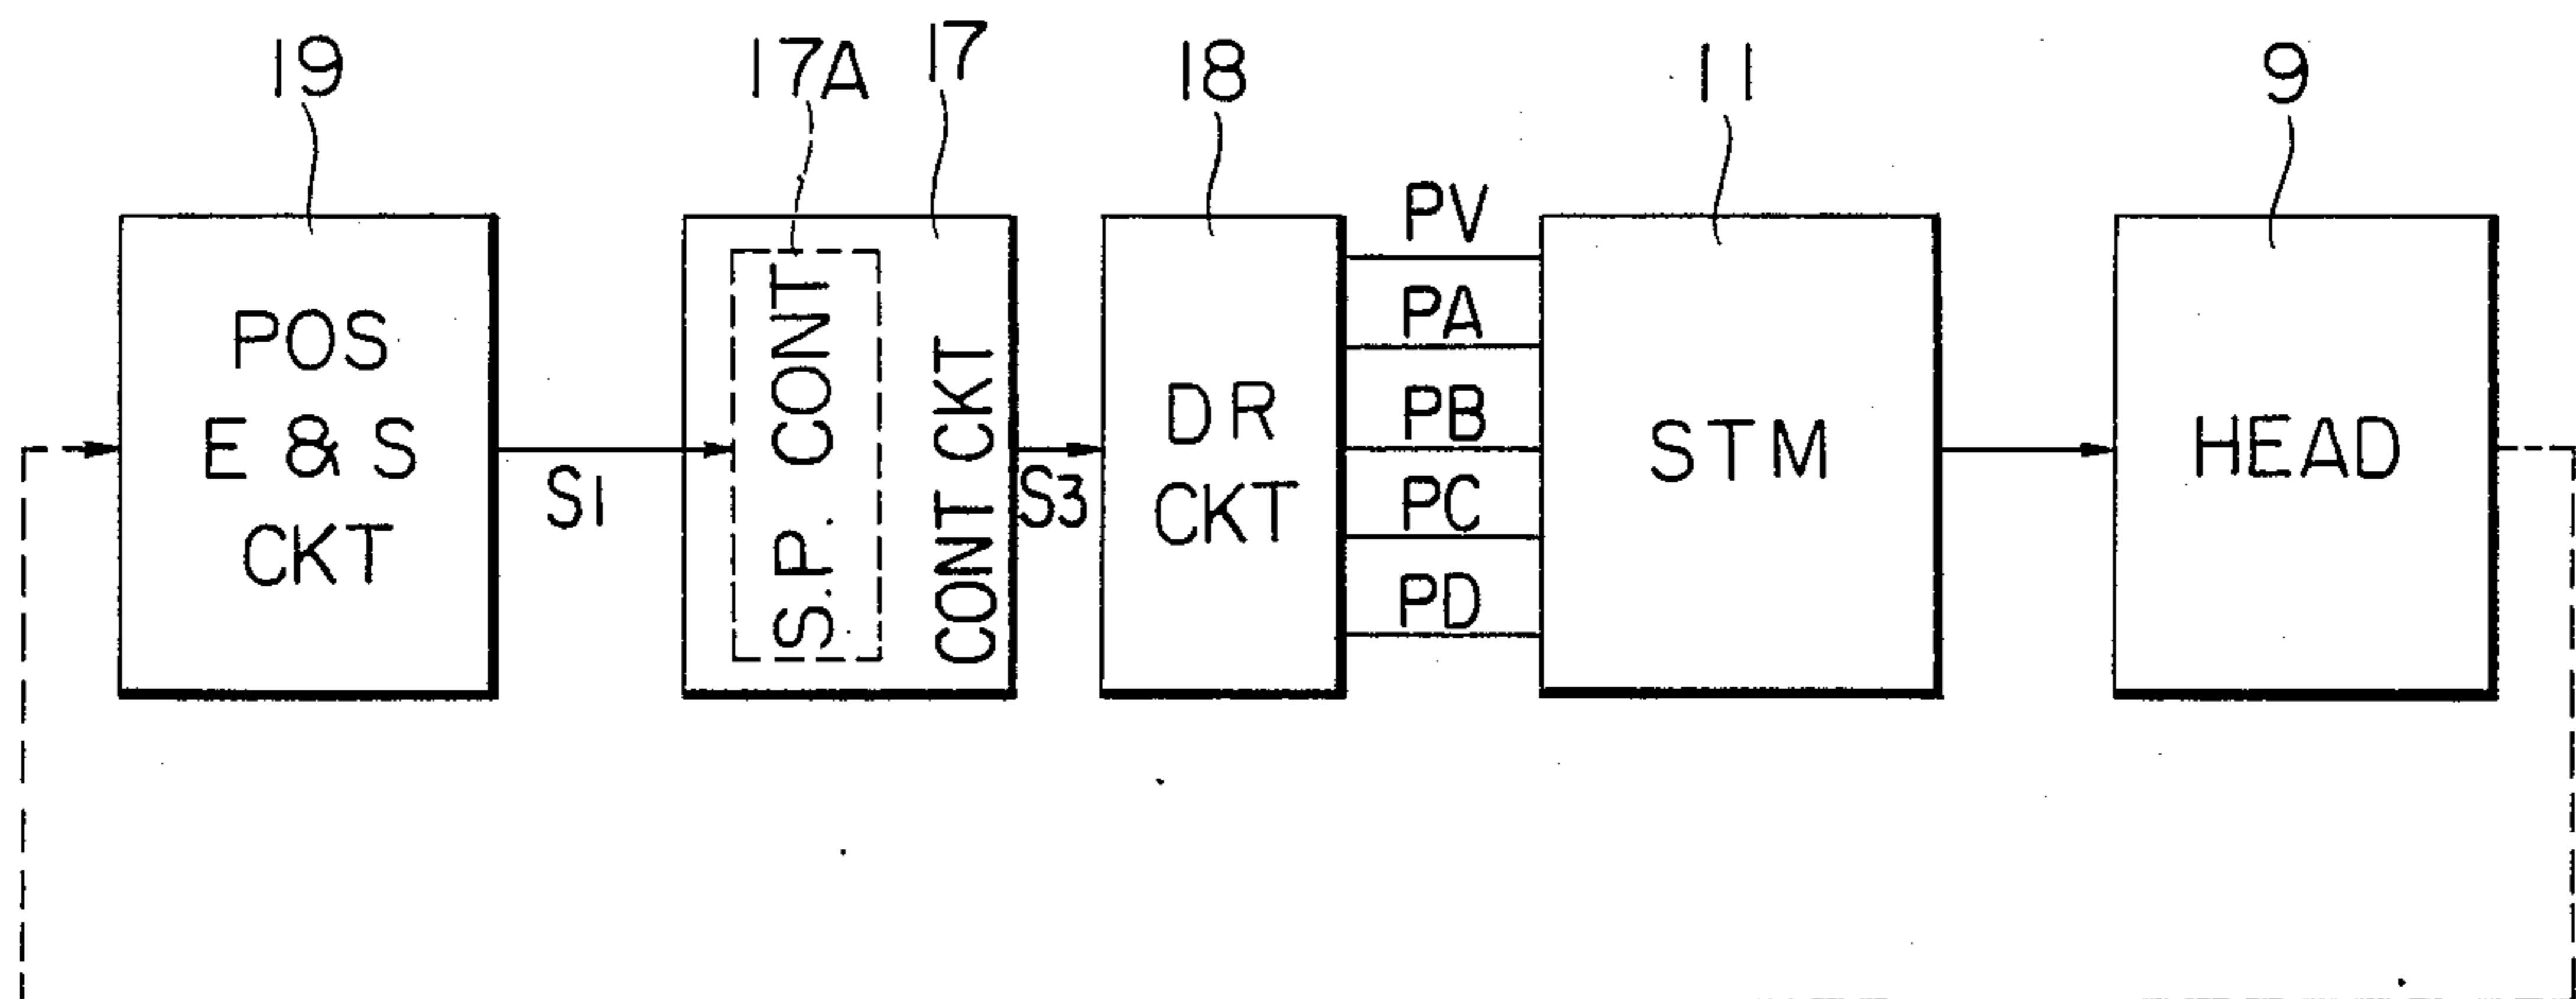 19
17A
17
18
11
9
POS
E & S
CKT
S1
S.P. CONT
CONT CKT
S3
DR
CKT
PV
PA
PB
PC
PD
STM
HEAD